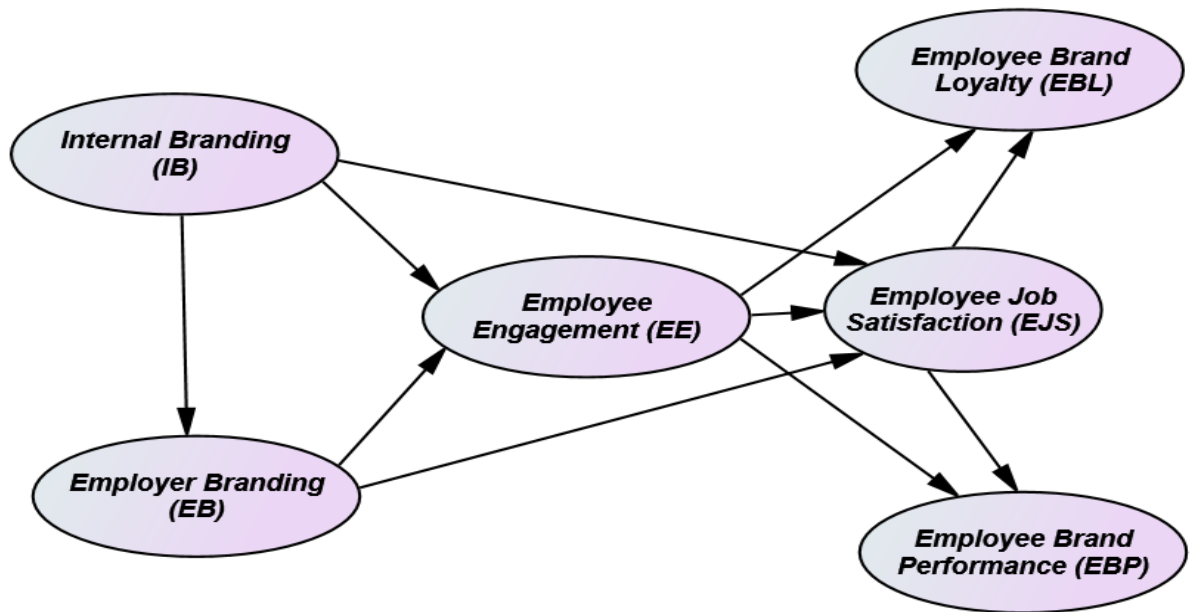 Employee Brand
Loyalty (EBL)
Internal Branding
(IB)
Employee
Engagement (EE)
Employee Job
Satisfaction (EJS)
Employer Branding
(EB)
Employee Brand
Performance (EBP)